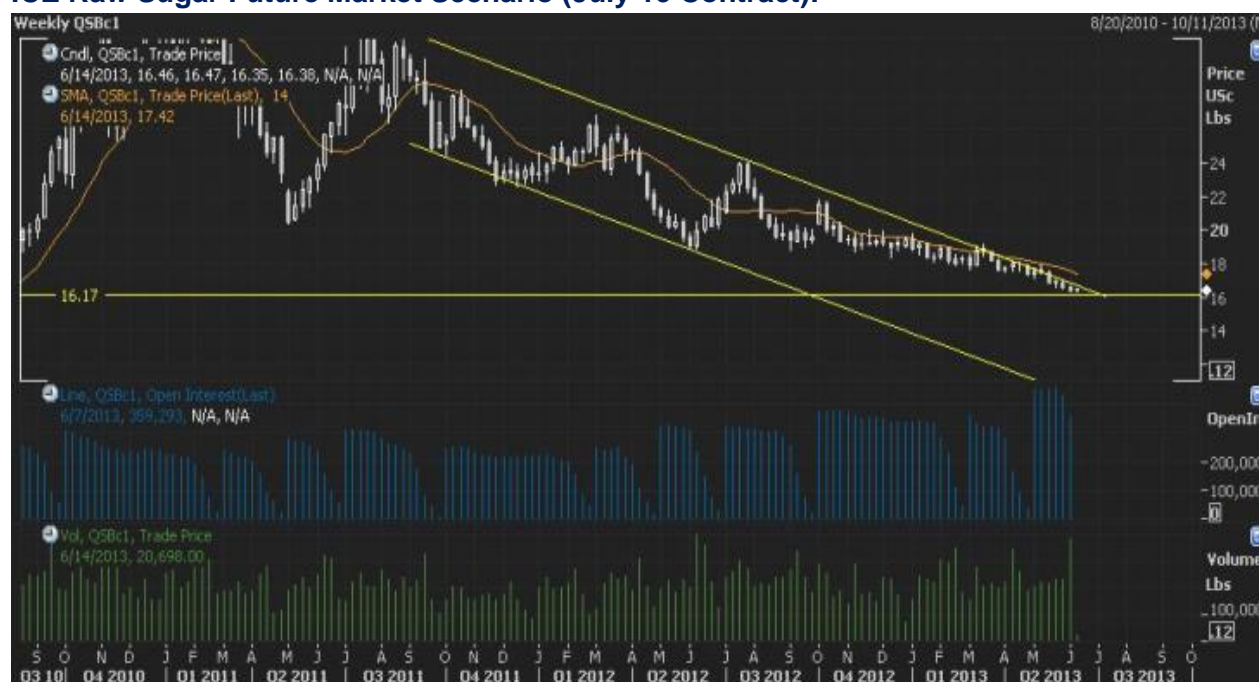 ICE Raw Sugar Future Market Scenario (July'13 Contract):
Weekly QSBc1
8/20/2010 - 10/11/2013
Cndl, QSBc1, Trade Price
6/14/2013, 16.46, 16.47, 16.35, 16.38, N/A, N/A
SMA, QSBc1, Trade Price(Last), 14
6/14/2013, 17.42
Price
USc
Lbs
24
22
20
18
16
14
.12
16.17
Line, QSBc1, Open Interest(Last)
6/7/2013, 359,293, N/A, N/A
OpenIn
200,000
100,000
0
Vol, QSBc1, Trade Price
6/14/2013, 20,698.00
Volume
Lbs
100,000
.12
S O N D J F M A M J J A S O N D J F M A M J J A S O N D J F M A M J J A S O
Q3 10 Q4 2010 Q1 2011 Q2 2011 Q3 2011 Q4 2011 Q1 2012 Q2 2012 Q3 2012 Q4 2012 Q1 2013 Q2 2013 Q3 2013